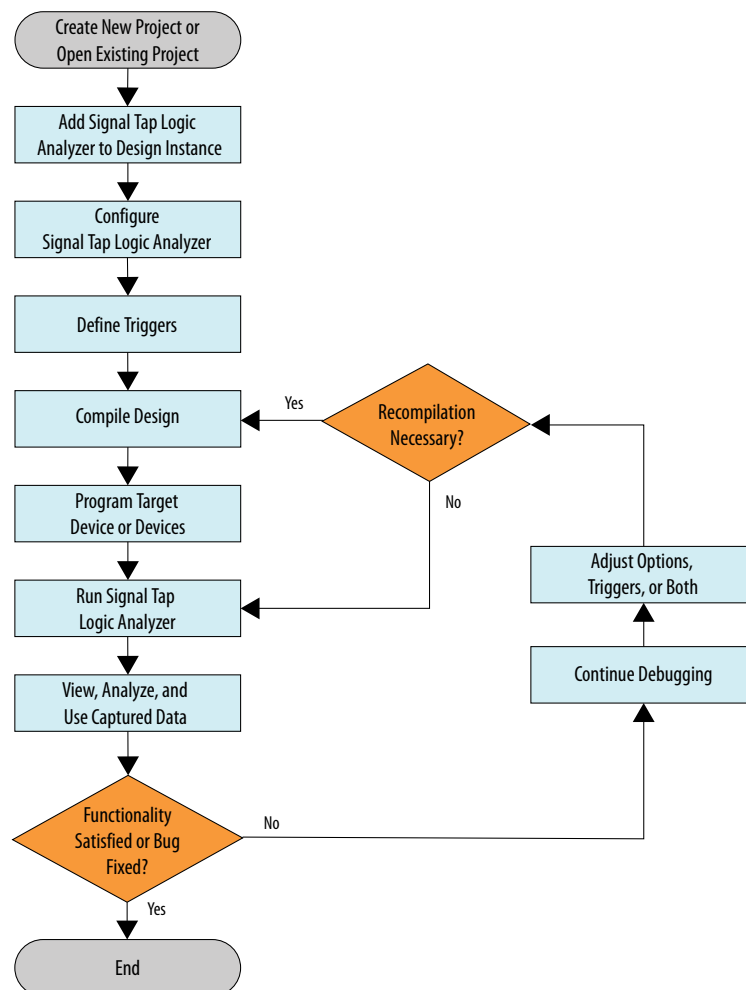 Create New Project or
Open Existing Project
Add Signal Tap Logic
Analyzer to Design Instance
Configure
Signal Tap Logic Analyzer
Define Triggers
Compile Design
Yes
Recompilation
Necessary?
No
Program Target
Device or Devices
Run Signal Tap
Logic Analyzer
Adjust Options,
Triggers, or Both
Continue Debugging
View, Analyze, and
Use Captured Data
Functionality
Satisfied or Bug
Fixed?
No
Yes
End